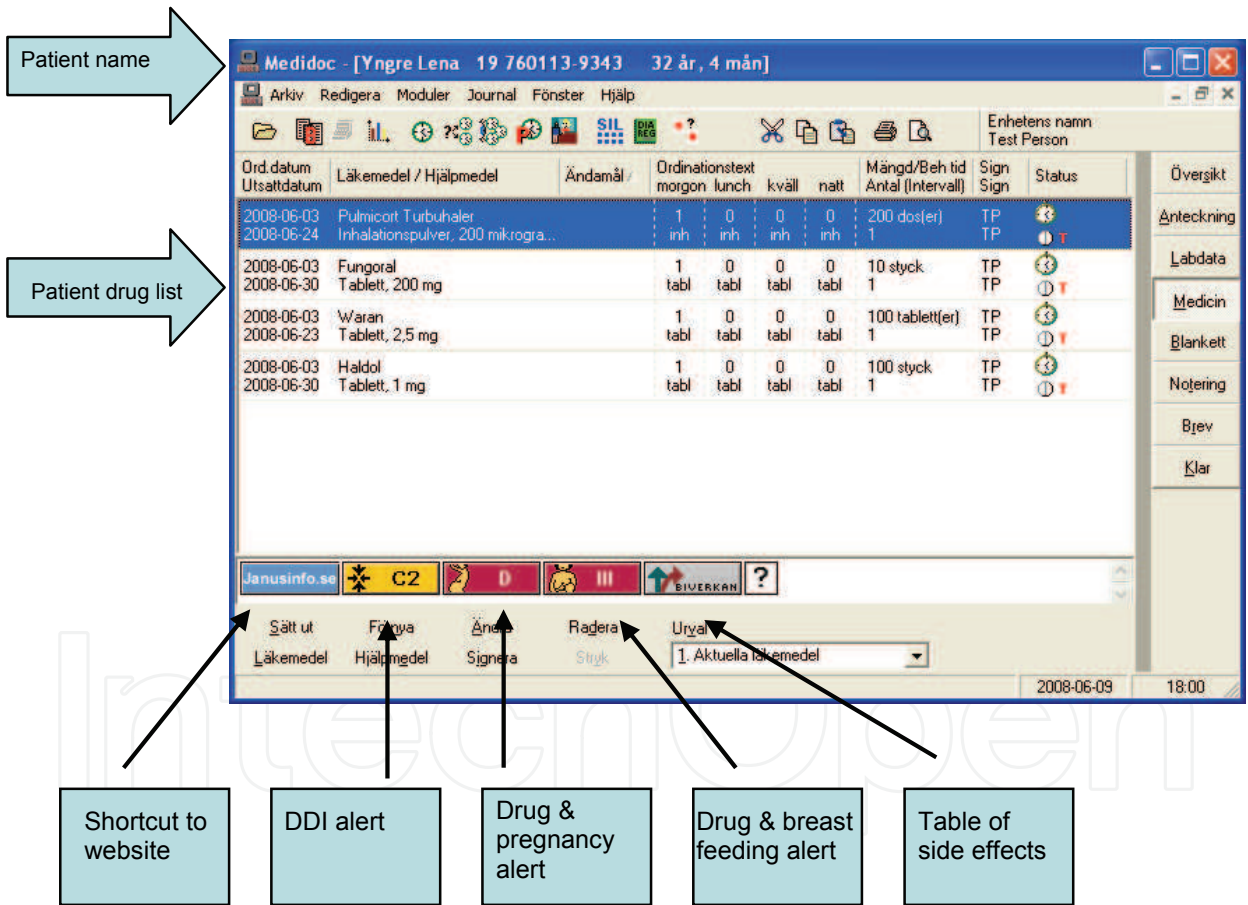 Patient name
Medidoc - [Yngre Lena 19 760113-9343 32 år, 4 mån]
Arkiv Redigera Moduler Journal Fönster Hjälp
SIL DIA REG
Enhetens namn
Test Person
Ord.datum
Utsattdatum
Läkemedel / Hjälpmedel
Ändamål /
Ordinationstext
morgon lunch kväll natt
Mängd/Beh tid
Antal (Intervall)
Sign
Sign
Status
2008-06-03 Pulmicort Turbuhaler 1 0 0 0 200 dos(er) TP
2008-06-24 Inhalationspulver, 200 mikrogra... inh inh inh inh 1 TP T
2008-06-03 Fungoral 1 0 0 0 10 styck TP
2008-06-30 Tablett, 200 mg tabl tabl tabl tabl 1 TP T
2008-06-03 Waran 1 0 0 0 100 tablett(er) TP
2008-06-23 Tablett, 2,5 mg tabl tabl tabl tabl 1 TP T
2008-06-03 Haldol 1 0 0 0 100 styck TP
2008-06-30 Tablett, 1 mg tabl tabl tabl tabl 1 TP T
Patient drug list
Översikt
Anteckning
Labdata
Medicin
Blankett
Notering
Brev
Klar
Janusinfo.se C2 D III BIVERKAN ?
Sätt ut Förnya Ändra Radera Urval
Läkemedel Hjälpmedel Signera Stryk 1. Aktuella läkemedel
2008-06-09 18:00
IntechOpen
Shortcut to
website
DDI alert
Drug &
pregnancy
alert
Drug & breast
feeding alert
Table of
side effects